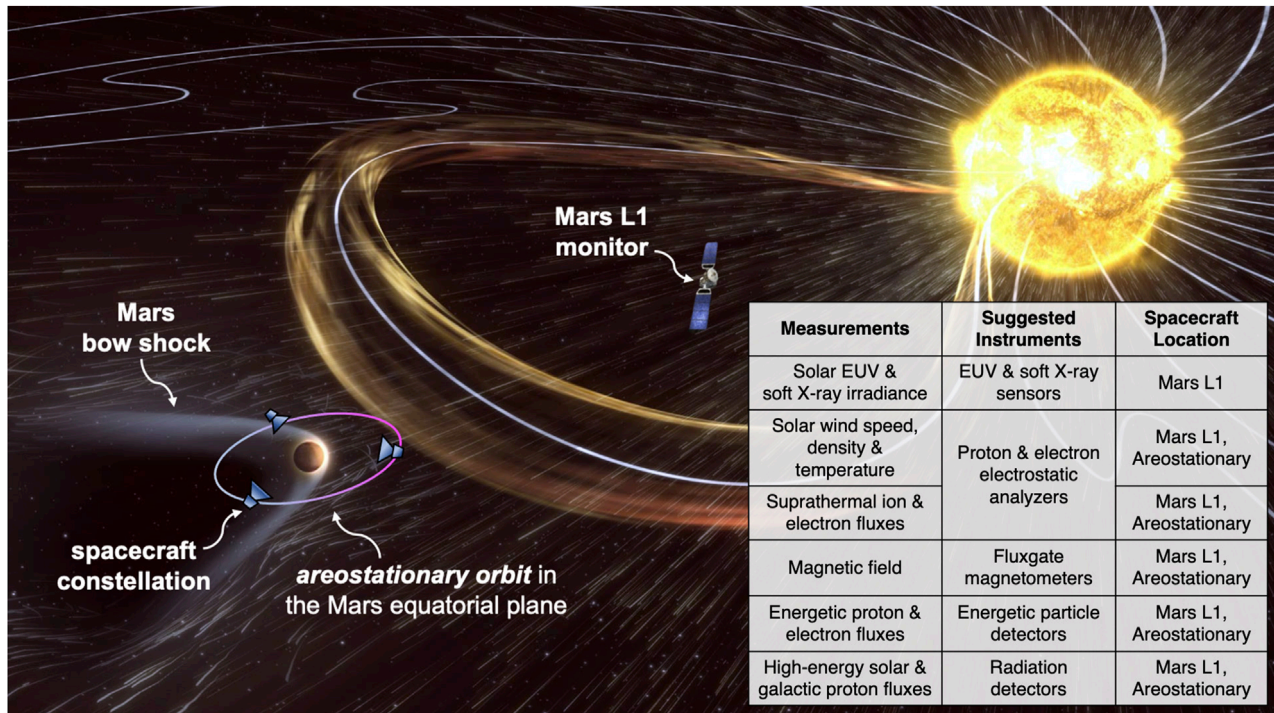 Mars L1
monitor
Mars
bow shock
spacecraft
constellation
areostationary orbit in
the Mars equatorial plane
Measurements
Suggested
Instruments
Spacecraft
Location
Solar EUV &
soft X-ray irradiance
EUV & soft X-ray
sensors
Mars L1
Solar wind speed,
density &
temperature
Proton & electron
electrostatic
analyzers
Mars L1,
Areostationary
Suprathermal ion &
electron fluxes
Mars L1,
Areostationary
Magnetic field
Fluxgate
magnetometers
Mars L1,
Areostationary
Energetic proton &
electron fluxes
Energetic particle
detectors
Mars L1,
Areostationary
High-energy solar &
galactic proton fluxes
Radiation
detectors
Mars L1,
Areostationary